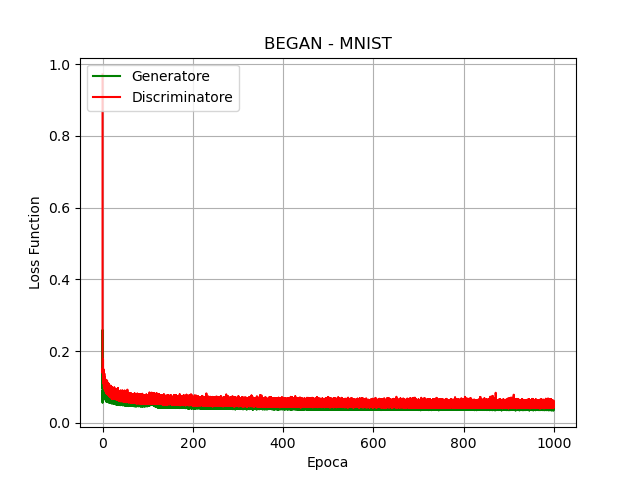 BEGAN - MNIST
Generatore
Discriminatore
Loss Function
1.0
0.8
0.6
0.4
0.2
0.0
0 200 400 600 800 1000
Epoca